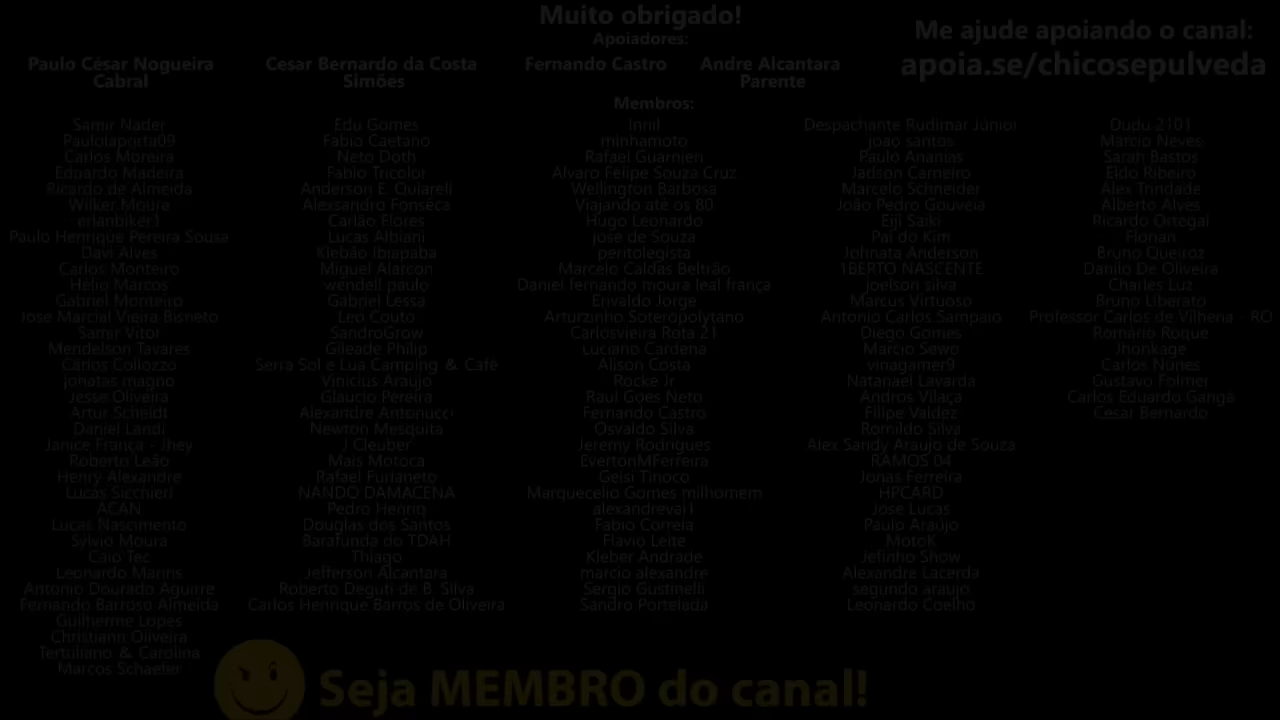 Muito obrigado!
Apoiadores:
Me ajude apoiando o canal:
apoia.se/chicosepulveda
Paulo César Nogueira
Cabral
Cesar Bernardo da Costa
Simões
Fernando Castro
Andre Alcantara
Parente
Membros:
Samir Nader
Paulolaporta09
Carlos Moreira
Eduardo Madeira
Ricardo de Almeida
Wilker Moura
erlanbiker1
Paulo Henrique Pereira Sousa
Davi Alves
Carlos Monteiro
Hélio Marcos
Gabriel Monteiro
Jose Marcial Vieira Bisneto
Samir Vitor
Mendelson Tavares
Carlos Collozzo
jonatas magno
Jesse Oliveira
Artur Scheidt
Daniel Landi
Janice França - Jhey
Roberto Leão
Henry Alexandre
Lucas Sicchieri
ACAN
Lucas Nascimento
Sylvio Moura
Caio Tec
Leonardo Marins
Antonio Dourado Aguirre
Fernando Barroso Almeida
Guilherme Lopes
Christiann Oliveira
Tertuliano & Carolina
Marcos Schaefer
Edu Gomes
Fabio Caetano
Neto Doth
Fabio Tricolor
Anderson E. Quiareli
Alexsandro Fonsêca
Carlão Flores
Lucas Albiani
Klebão Ibiapaba
Miguel Alarcon
wendell paulo
Gabriel Lessa
Leo Couto
SandroGrow
Gileade Philip
Serra Sol e Lua Camping & Café
Vinicius Araujo
Glaucio Pereira
Alexandre Antonucci
Newton Mesquita
J Cleuber
Mais Motoca
Rafael Furlaneto
NANDO DAMACENA
Pedro Henriq
Douglas dos Santos
Barafunda do TDAH
Thiago
Jefferson Alcantara
Roberto Deguti de B. Silva
Carlos Henrique Barros de Oliveira
minhamoto
Rafael Guarnieri
Alvaro Felipe Souza Cruz
Wellington Barbosa
Viajando até os 80
Hugo Leonardo
jose de Souza
peritolegista
Marcelo Caldas Beltrão
Daniel fernando moura leal frança
Erivaldo Jorge
Arturzinho Soteropolytano
Carlosvieira Rota 21
Luciano Cardena
Alison Costa
Rocke Jr
Raul Goes Neto
Fernando Castro
Osvaldo Silva
Jeremy Rodrigues
EvertonMFerreira
Geisi Tinoco
Marquecelio Gomes milhomem
alexandrevai1
Fabio Correia
Flavio Leite
Kleber Andrade
marcio alexandre
Sergio Gustinelli
Sandro Portelada
Despachante Rudimar Júnior
joao santos
Paulo Ananias
Jadson Carneiro
Marcelo Schneider
João Pedro Gouveia
Eiji Saiki
Pai do Kim
Johnata Anderson
1BERTO NASCENTE
Joelson silva
Marcus Virtuoso
Antonio Carlos Sampaio
Diego Gomes
Marcio Sewo
vinagamer9
Natanael Lavarda
Andros Vilaça
Filipe Valdez
Romildo Silva
Alex Sandy Araujo de Souza
RAMOS 04
Jonas Ferreira
HPCARD
Jose Lucas
Paulo Araújo
MotoK
Jefinho Show
Alexandre Lacerda
segundo araujo
Leonardo Coelho
Dudu 2101
Marcio Neves
Sarah Bastos
Eldo Ribeiro
Alex Trindade
Alberto Alves
Ricardo Ortegal
Florian
Bruno Queiroz
Danilo De Oliveira
Charles Luz
Bruno Liberato
Professor Carlos de Vilhena - RO
Romário Roque
Jhonkage
Carlos Nunes
Gustavo Folmer
Carlos Eduardo Ganga
Cesar Bernardo
Seja MEMBRO do canal!